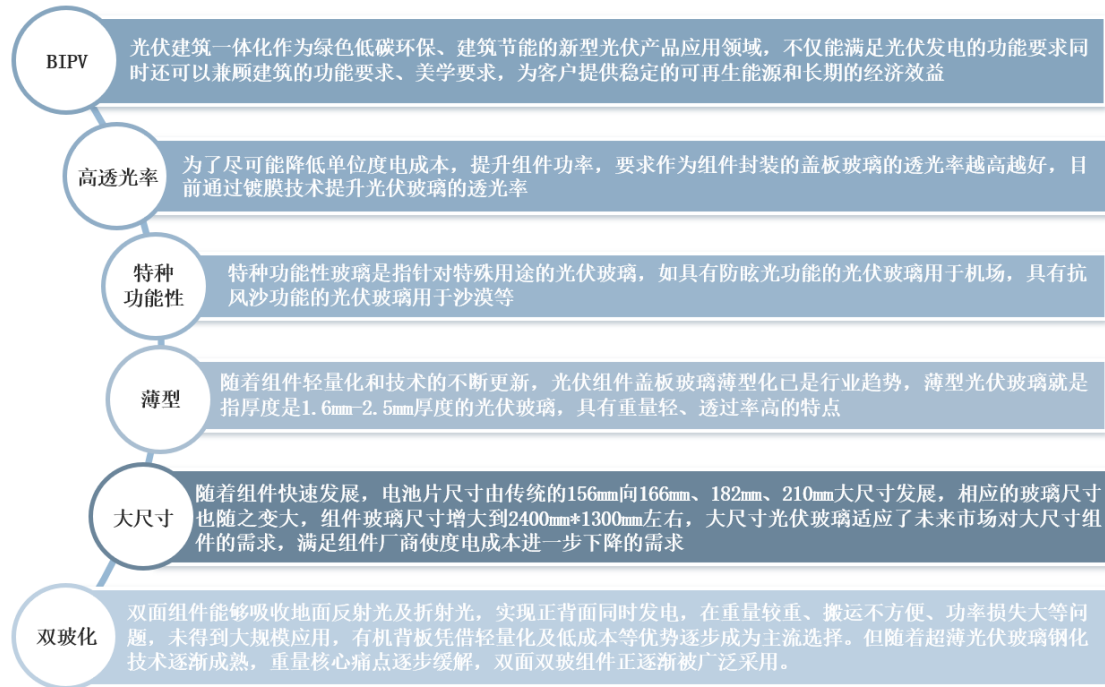 BIPV
光伏建筑一体化作为绿色低碳环保、建筑节能的新型光伏产品应用领域，不仅能满足光伏发电的功能要求同
时还可以兼顾建筑的功能要求、美学要求，为客户提供稳定的可再生能源和长期的经济效益
高透光率
为了尽可能降低单位度电成本，提升组件功率，要求作为组件封装的盖板玻璃的透光率越高越好，目
前通过镀膜技术提升光伏玻璃的透光率
特种
功能性
特种功能性玻璃是指针对特殊用途的光伏玻璃，如具有防眩光功能的光伏玻璃用于机场，具有抗
风沙功能的光伏玻璃用于沙漠等
薄型
随着组件轻量化和技术的不断更新，光伏组件盖板玻璃薄型化已是行业趋势，薄型光伏玻璃就是
指厚度是1.6mm-2.5mm厚度的光伏玻璃，具有重量轻、透过率高的特点
大尺寸
随着组件快速发展，电池片尺寸由传统的156mm向166mm、182mm、210mm大尺寸发展，相应的玻璃尺寸
也随之变大，组件玻璃尺寸增大到2400mm*1300mm左右，大尺寸光伏玻璃适应了未来市场对大尺寸组
件的需求，满足组件厂商使度电成本进一步下降的需求
双玻化
双面组件能够吸收地面反射光及折射光，实现正背面同时发电，在重量较重、搬运不方便、功率损失大等问
题，未得到大规模应用，有机背板凭借轻量化及低成本等优势逐步成为主流选择。但随着超薄光伏玻璃钢化
技术逐渐成熟，重量核心痛点逐步缓解，双面双玻组件正逐渐被广泛采用。